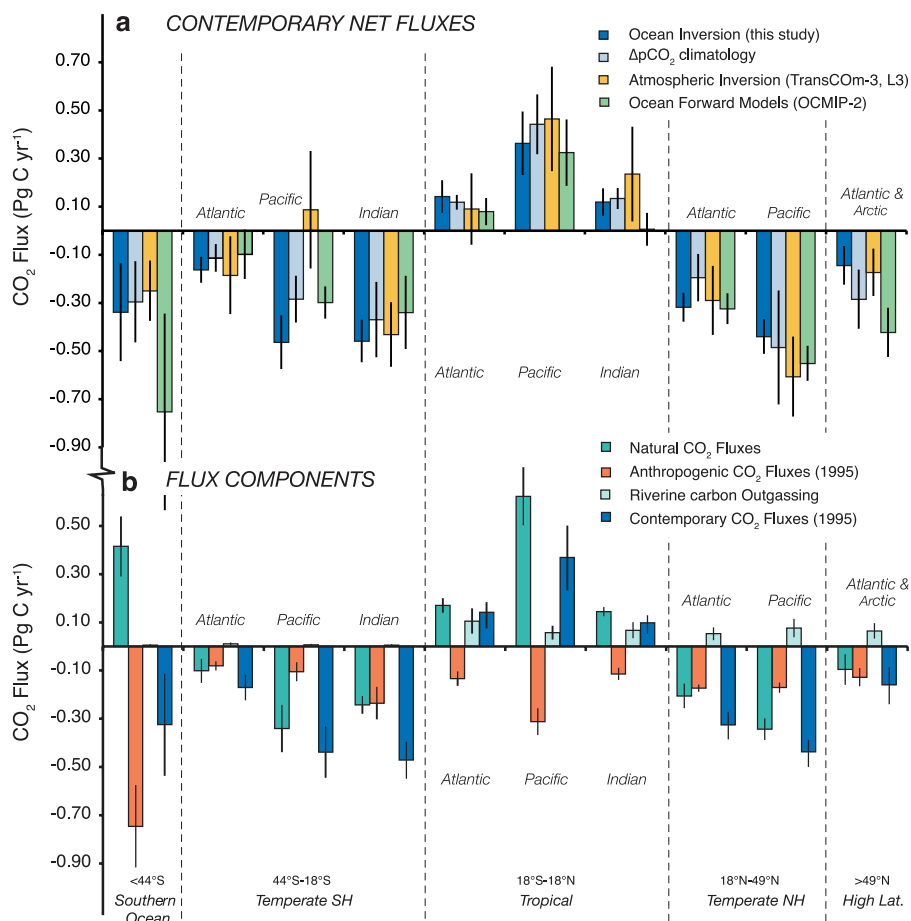 a CONTEMPORARY NET FLUXES
Ocean Inversion (this study)
ΔpCO₂ climatology
Atmospheric Inversion (TransCOm-3, L3)
Ocean Forward Models (OCMIP-2)
CO₂ Flux (Pg C yr⁻¹)
0.70
0.50
0.30
0.10
-0.10
-0.30
-0.50
-0.70
-0.90
Atlantic
Pacific
Indian
Atlantic
Pacific
Indian
Atlantic
Pacific
Atlantic &
Arctic
b FLUX COMPONENTS
Natural CO₂ Fluxes
Anthropogenic CO₂ Fluxes (1995)
Riverine carbon Outgassing
Contemporary CO₂ Fluxes (1995)
CO₂ Flux (Pg C yr⁻¹)
0.50
0.30
0.10
-0.10
-0.30
-0.50
-0.70
-0.90
Atlantic
Pacific
Indian
Atlantic
Pacific
Indian
Atlantic
Pacific
Atlantic &
Arctic
<44°S
Southern
Ocean
44°S-18°S
Temperate SH
18°S-18°N
Tropical
18°N-49°N
Temperate NH
>49°N
High Lat.